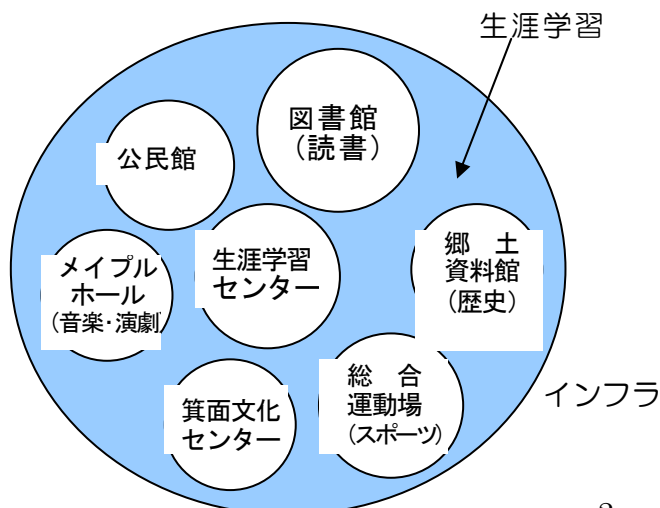 生涯学習
図書館
(読書)
公民館
生涯学習
センター
郷　土
資料館
(歴史)
メイプル
ホール
(音楽・演劇)
総　合
運動場
(スポーツ)
インフラ
箕面文化
センター